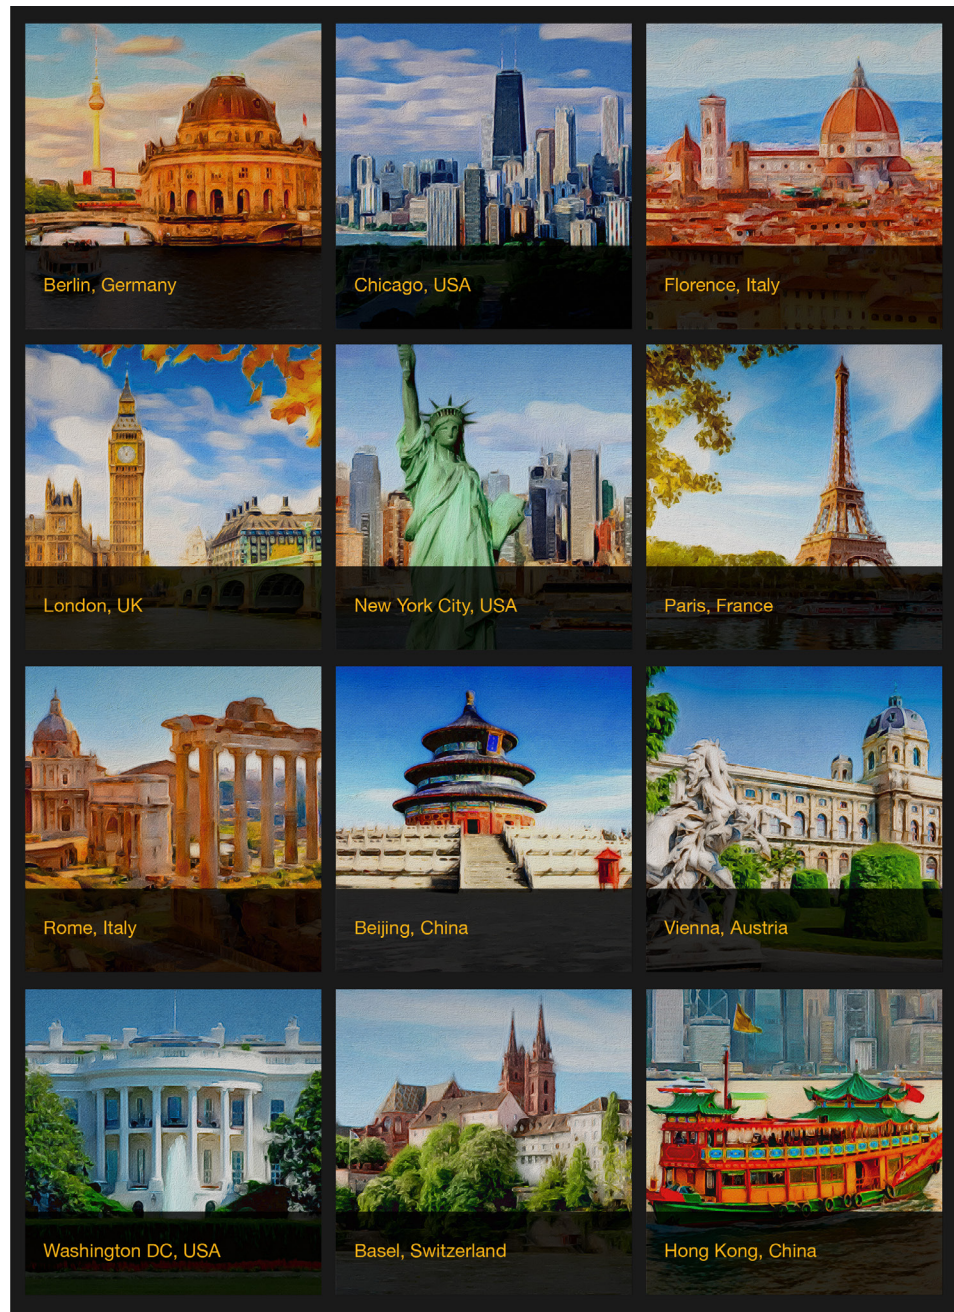 Berlin, Germany
Chicago, USA
Florence, Italy
London, UK
New York City, USA
Paris, France
Rome, Italy
Beijing, China
Vienna, Austria
Washington DC, USA
Basel, Switzerland
Hong Kong, China